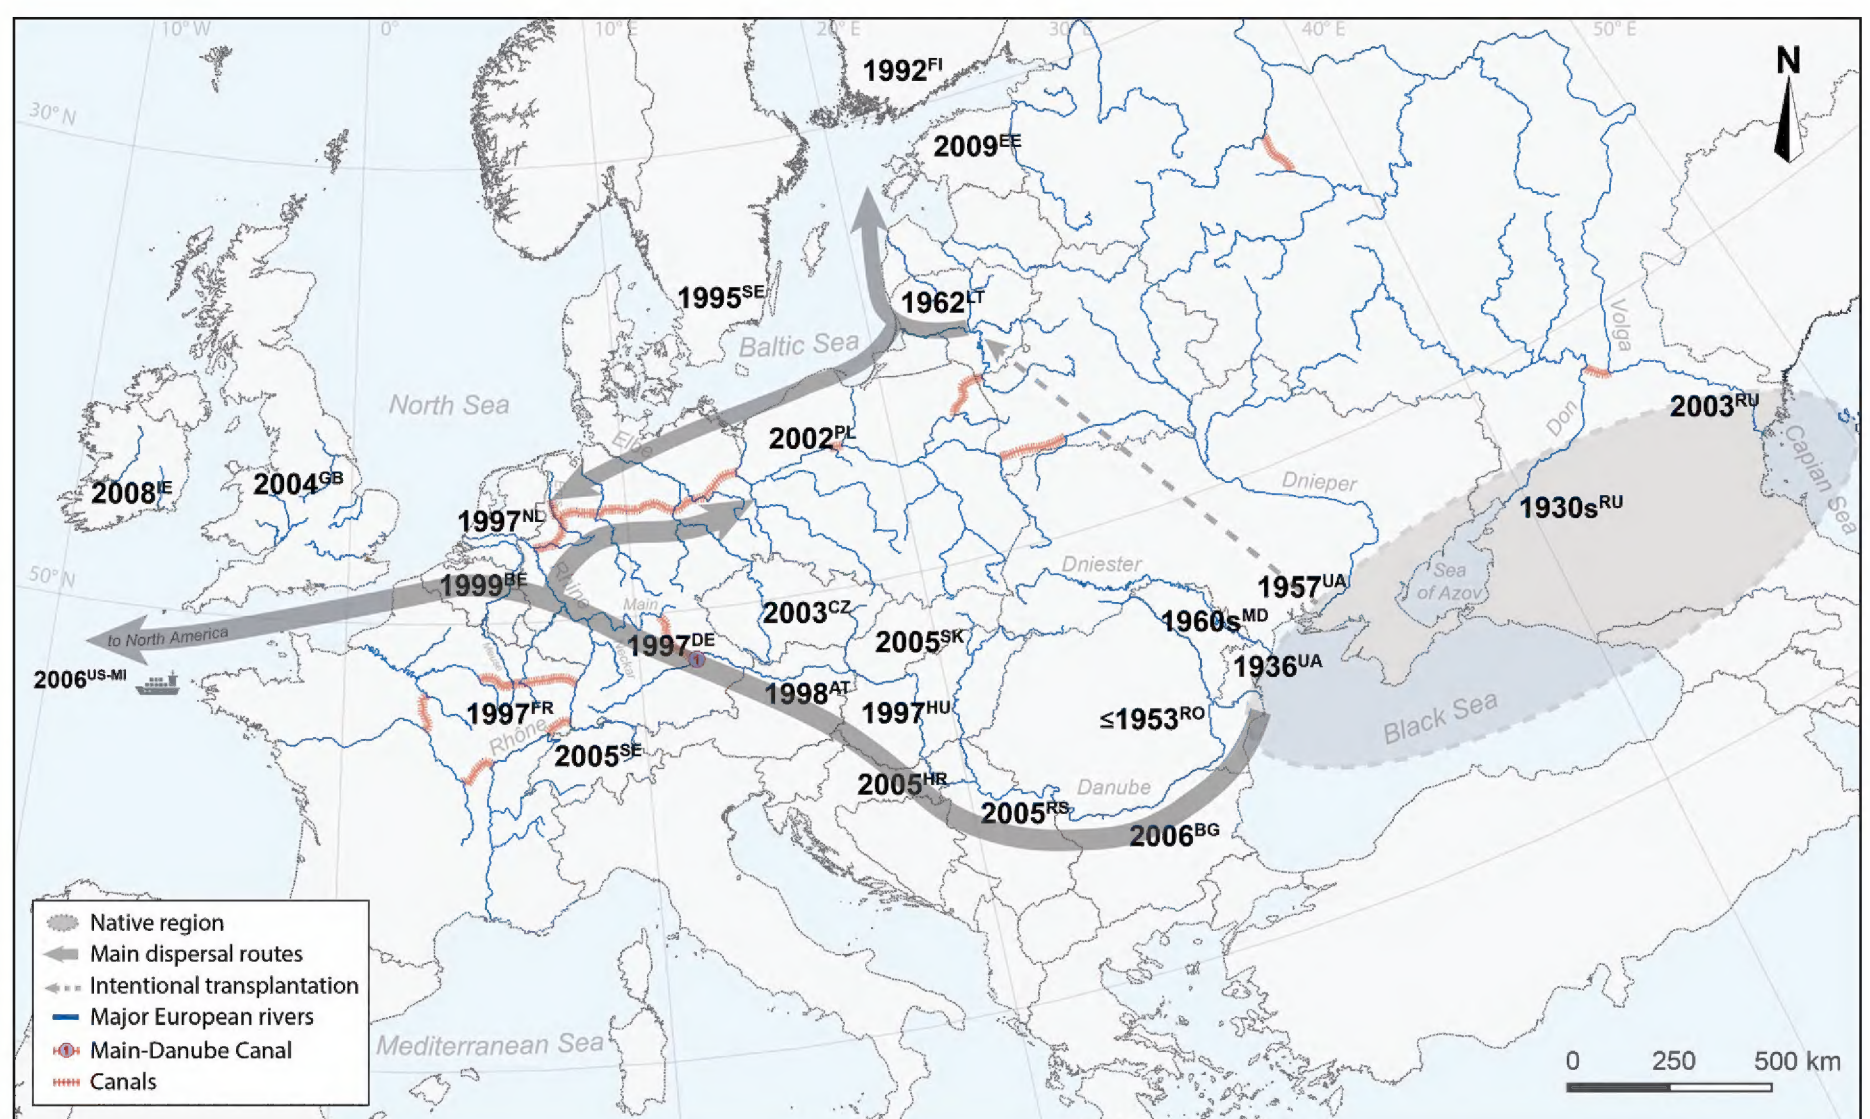 10°W
0°
10°E
20°E
30°E
40°E
50°E
30°N
50°N
N
1992FI
2009EE
1995SE
1962LT
Baltic Sea
North Sea
Volga
2003RU
Capian Sea
Don
2002PL
Elbe
2008IE
2004GB
1997NL
Dnieper
1930sRU
Dniester
1957UA
Sea
of Azov
1999BE
Rhine
Main
2003CZ
1960sMD
to North America
1997DE
1
2005SK
1936UA
Neckar
2006US-MI
1998AT
1997FR
1997HU
≤1953RO
Black Sea
Rhône
2005SE
2005HR
Danube
2005RS
2006BG
Mediterranean Sea
Native region
Main dispersal routes
Intentional transplantation
Major European rivers
1 Main-Danube Canal
Canals
0 250 500 km